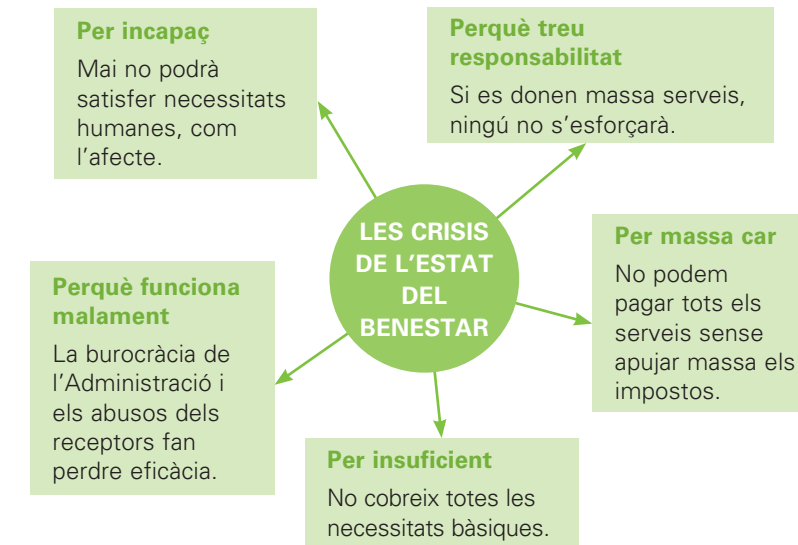 Per incapaç
Mai no podrà
satisfer necessitats
humanes, com
l'afecte.
Perquè treu
responsabilitat
Si es donen massa serveis,
ningú no s'esforçarà.
LES CRISIS
DE L'ESTAT
DEL
BENESTAR
Per massa car
No podem
pagar tots els
serveis sense
apujar massa els
impostos.
Perquè funciona
malament
La burocràcia de
l'Administració i
els abusos dels
receptors fan
perdre eficàcia.
Per insuficient
No cobreix totes les
necessitats bàsiques.